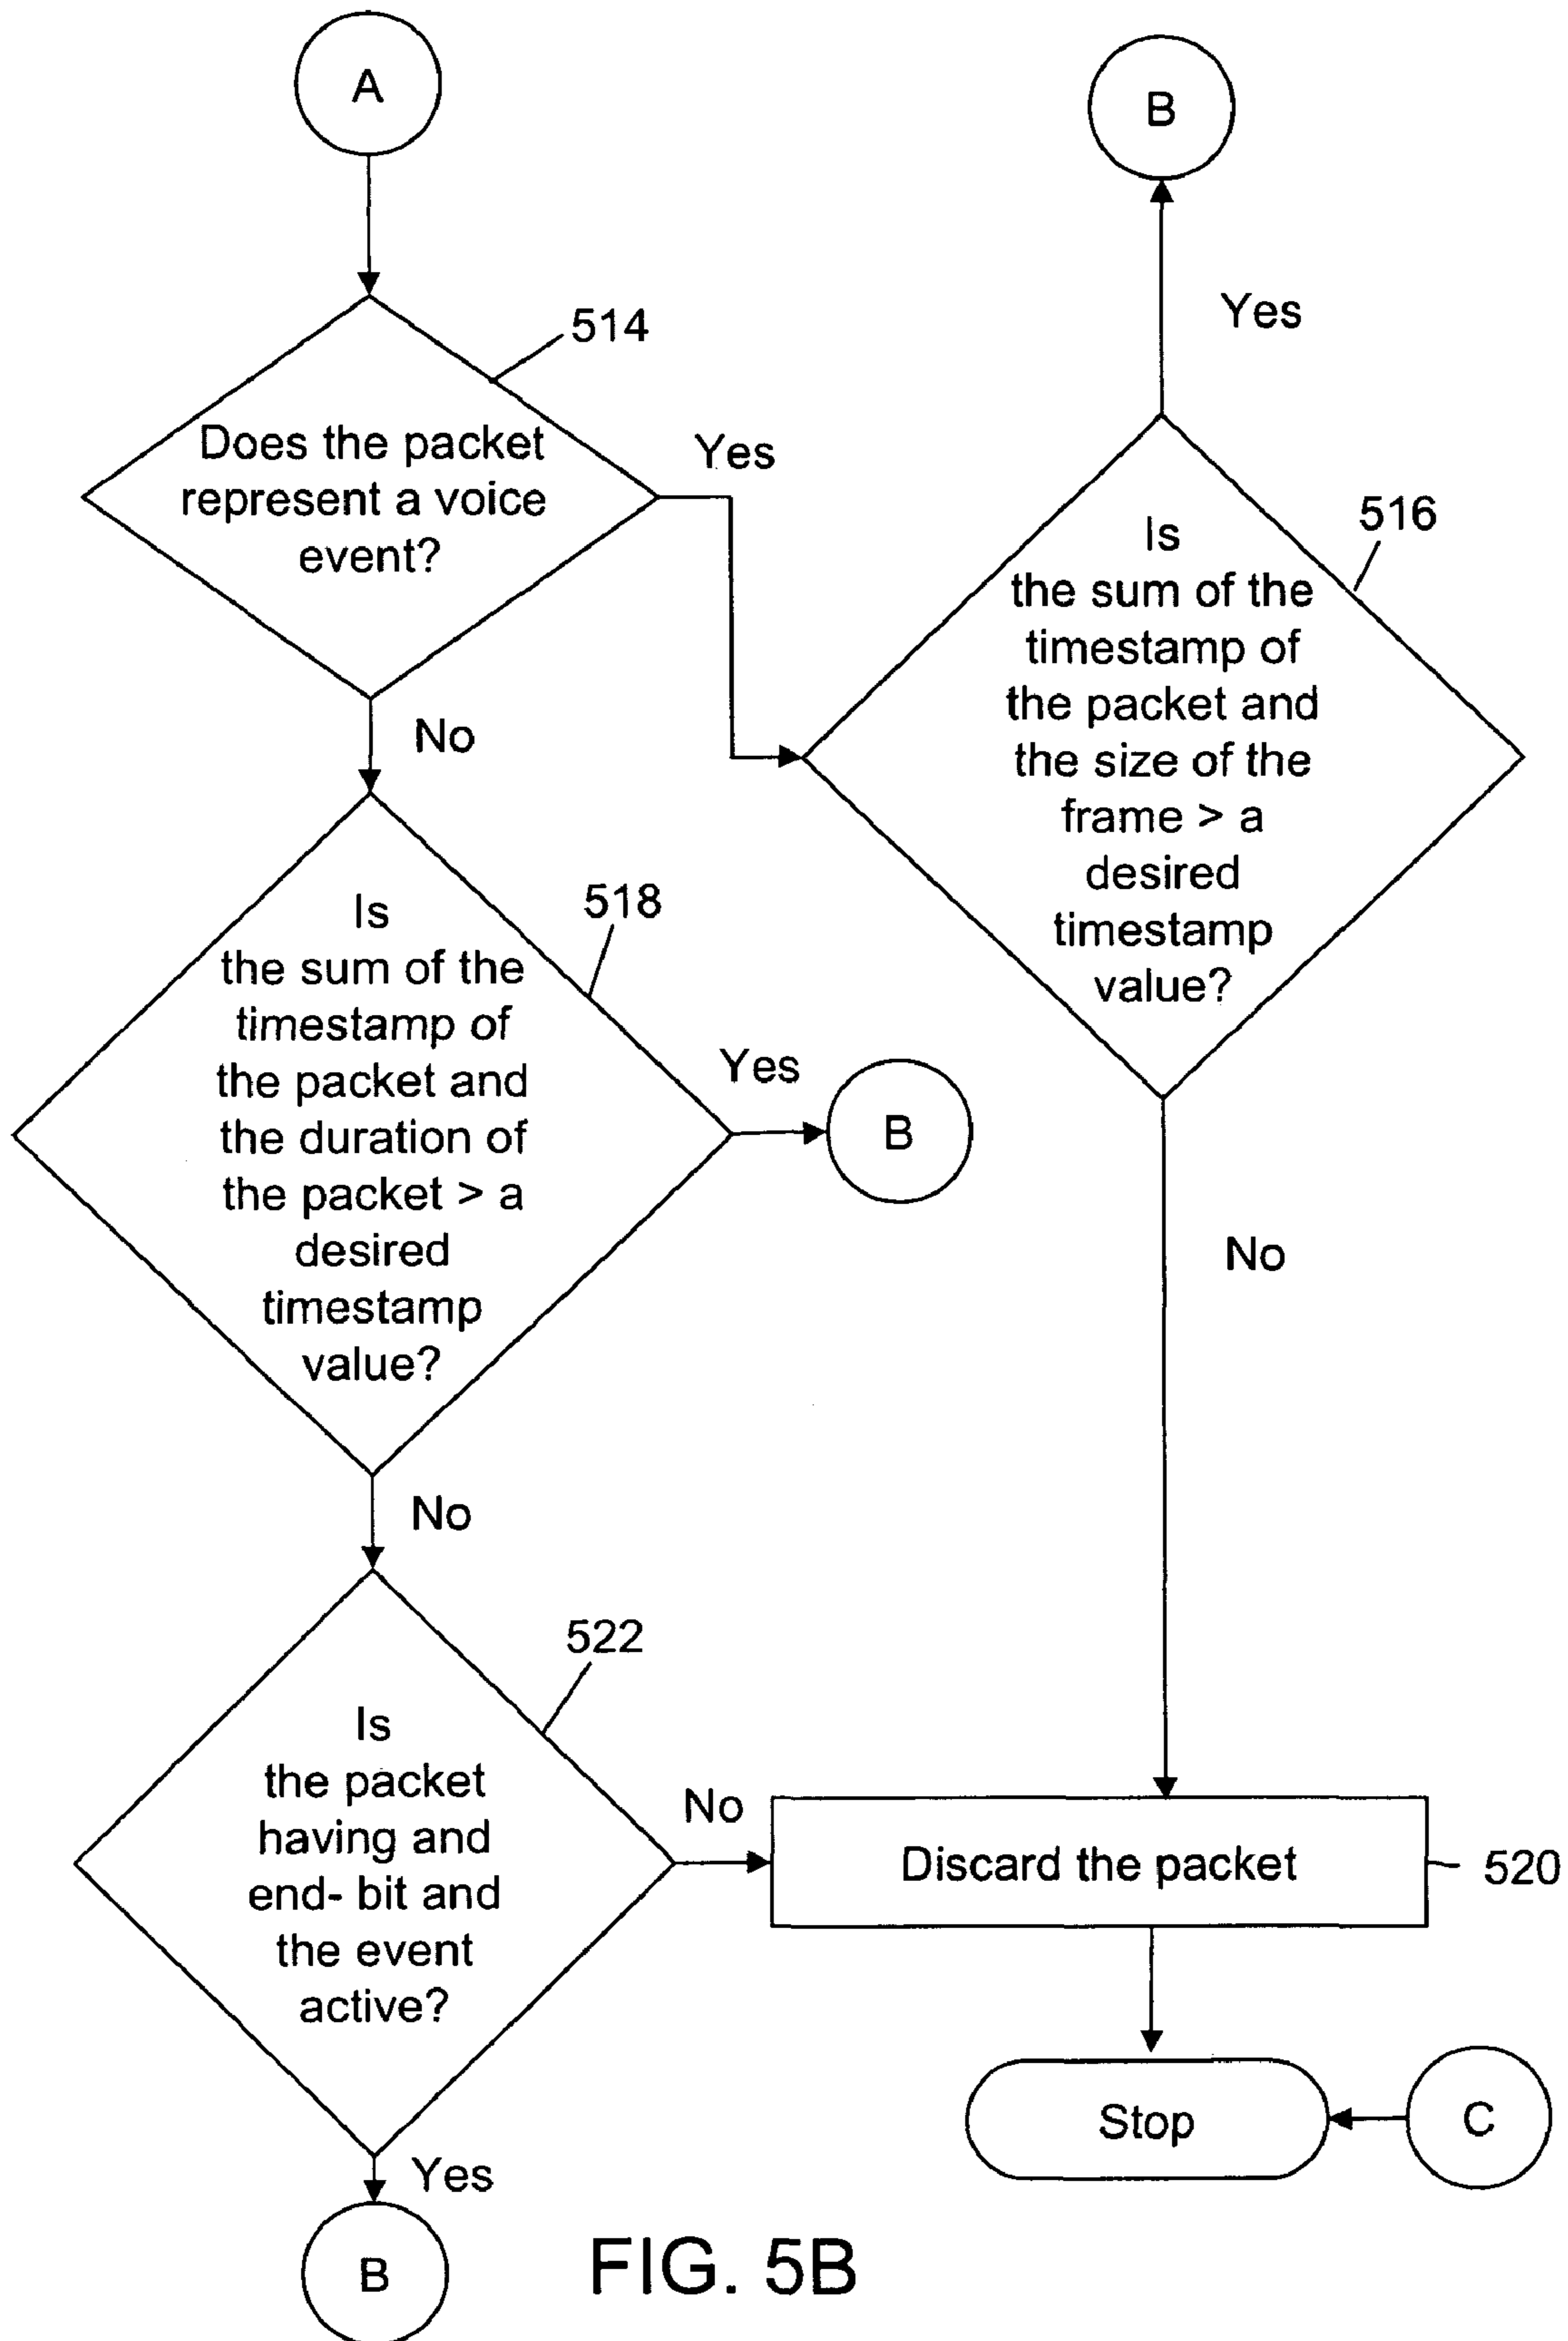 A
B
514
Yes
Does the packet
represent a voice
event?
Yes
516
Is
the sum of the
timestamp of
the packet and
the size of the
frame > a
desired
timestamp
value?
No
518
Is
the sum of the
timestamp of
the packet and
the duration of
the packet > a
desired
timestamp
value?
Yes
B
No
No
522
Is
the packet
having and
end- bit and
the event
active?
No
Discard the packet
520
Stop
C
Yes
B
FIG. 5B